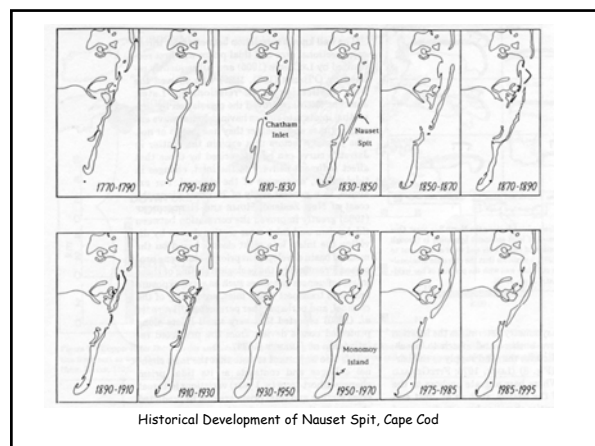 Chatham
Inlet
Nauset
Spit
1770-1790
1790-1810
1810-1830
1830-1850
1850-1870
1870-1890
Monomoy
Island
1890-1910
1910-1930
1930-1950
1950-1970
1975-1985
1985-1995
Historical Development of Nauset Spit, Cape Cod